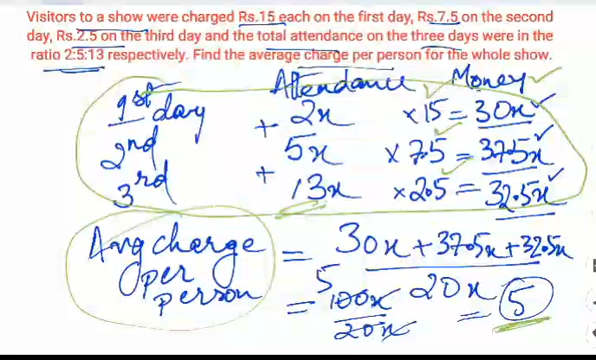 Visitors to a show were charged Rs.15 each on the first day, Rs.7.5 on the second
day, Rs.2.5 on the third day and the total attendance on the three days were in the
ratio 2:5:13 respectively. Find the average charge per person for the whole show.
Attendance Money
1st day 2x ×15 = 30x
2nd + 5x × 7.5 = 37.5x
3rd + 13x ×2.5 = 32.5x
Avg charge per person = 30x+37.5x+32.5x
20x
= 5 100x = 5
20x